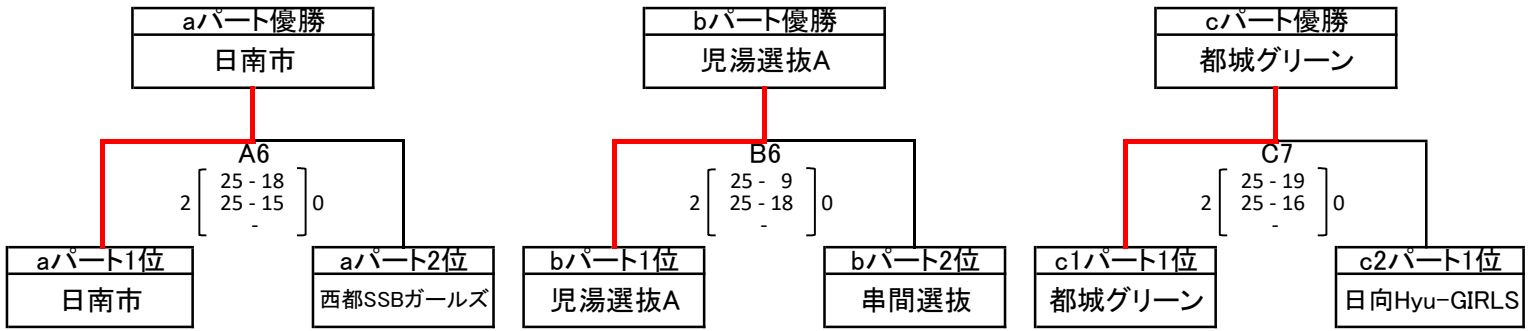 aパート優勝
日南市
A6
2 25 - 18 0
25 - 15
-
aパート1位
日南市
aパート2位
西都SSBガールズ
bパート優勝
児湯選抜A
B6
2 25 - 9 0
25 - 18
-
bパート1位
児湯選抜A
bパート2位
串間選抜
cパート優勝
都城グリーン
C7
2 25 - 19 0
25 - 16
-
c1パート1位
都城グリーン
c2パート1位
日向Hyu-GIRLS